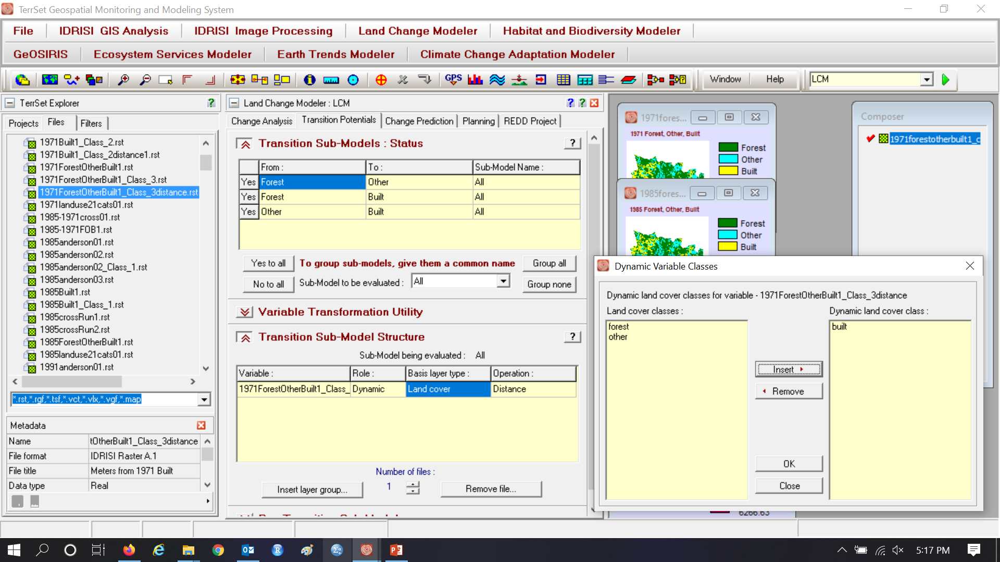 TerrSet Geospatial Monitoring and Modeling System
File IDRISI GIS Analysis IDRISI Image Processing Land Change Modeler Habitat and Biodiversity Modeler
GeOSIRIS Ecosystem Services Modeler Earth Trends Modeler Climate Change Adaptation Modeler
GPS Window Help LCM
TerrSet Explorer ?
Projects Files Filters
1971Built1_Class_2.rst
1971Built1_Class_2distance1.rst
1971ForestOtherBuilt1.rst
1971ForestOtherBuilt1_Class_3.rst
1971ForestOtherBuilt1_Class_3distance.rst
1971landuse21cats01.rst
1985-1971cross01.rst
1985-1971FOB1.rst
1985anderson01.rst
1985anderson02.rst
1985anderson02_Class_1.rst
1985anderson03.rst
1985Built1.rst
1985Built1_Class_1.rst
1985crossRun1.rst
1985crossRun2.rst
1985ForestOtherBuilt1.rst
1985landuse21cats01.rst
1991anderson01.rst
*.rst,*.rgf,*.tsf,*.vct,*.vlx,*.vgf,*.map
Metadata
Name tOtherBuilt1_Class_3distance
File format IDRISI Raster A.1
File title Meters from 1971 Built
Data type Real
Land Change Modeler : LCM ? ?
Change Analysis Transition Potentials Change Prediction Planning REDD Project
Transition Sub-Models : Status ?
From : To : Sub-Model Name :
Yes Forest Other All
Yes Forest Built All
Yes Other Built All
Yes to all To group sub-models, give them a common name Group all
No to all Sub-Model to be evaluated : All Group none
Variable Transformation Utility
Transition Sub-Model Structure ?
Sub-Model being evaluated : All
Variable : Role : Basis layer type : Operation :
1971ForestOtherBuilt1_Class_ Dynamic Land cover Distance
Number of files :
Insert layer group... 1 Remove file...
1971fores...
1971 Forest, Other, Built
Forest
Other
Built
1985fores...
1985 Forest, Other, Built
Forest
Other
Built
Composer
1971forestotherbuilt1_c
Dynamic Variable Classes
Dynamic land cover classes for variable - 1971ForestOtherBuilt1_Class_3distance
Land cover classes : Dynamic land cover class :
forest built
other
Insert
Remove
OK
Close
6266.63
5:17 PM